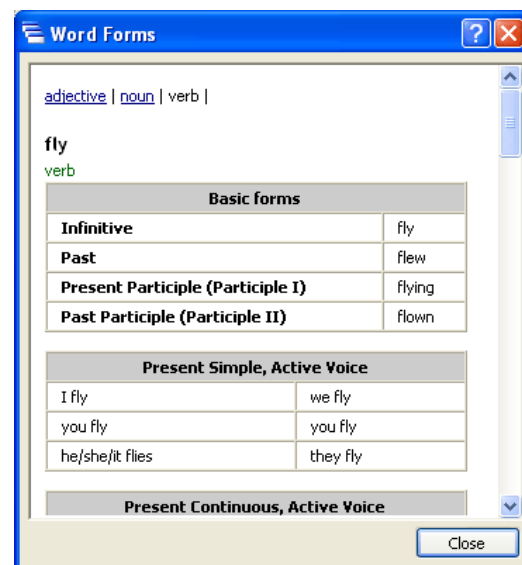 Word Forms
adjective | noun | verb |
fly
verb
Basic forms
Infinitive fly
Past flew
Present Participle (Participle I) flying
Past Participle (Participle II) flown
Present Simple, Active Voice
I fly we fly
you fly you fly
he/she/it flies they fly
Present Continuous, Active Voice
Close